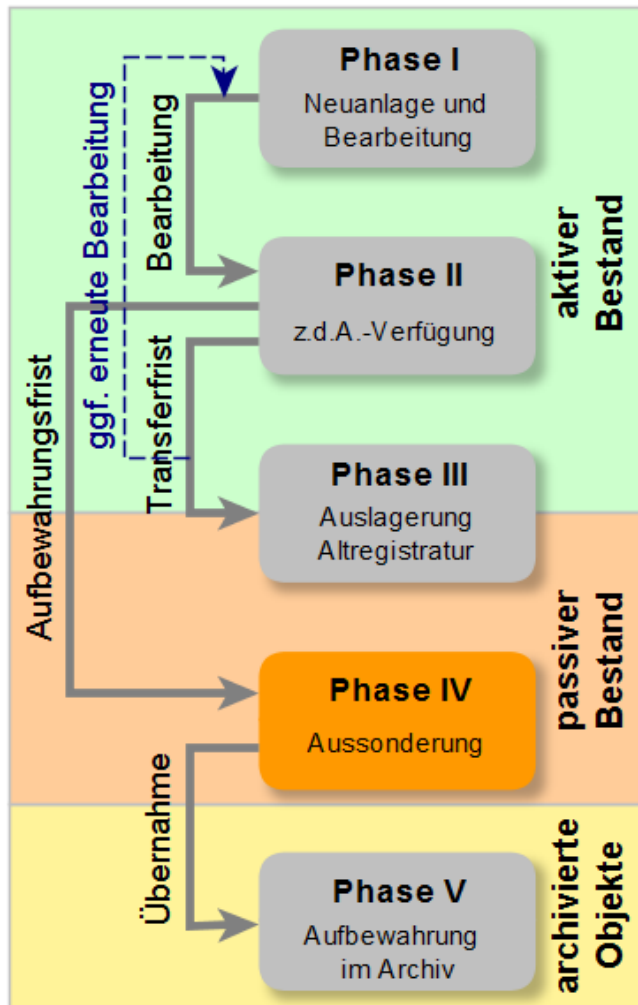 Phase I
Neuanlage und
Bearbeitung
ggf. erneute Bearbeitung
Bearbeitung
aktiver
Bestand
Phase II
z.d.A.-Verfügung
Aufbewahrungsfrist
Transferfrist
Phase III
Auslagerung
Altregistratur
passiver
Bestand
Phase IV
Aussonderung
Übernahme
Phase V
Aufbewahrung
im Archiv
archivierte
Objekte